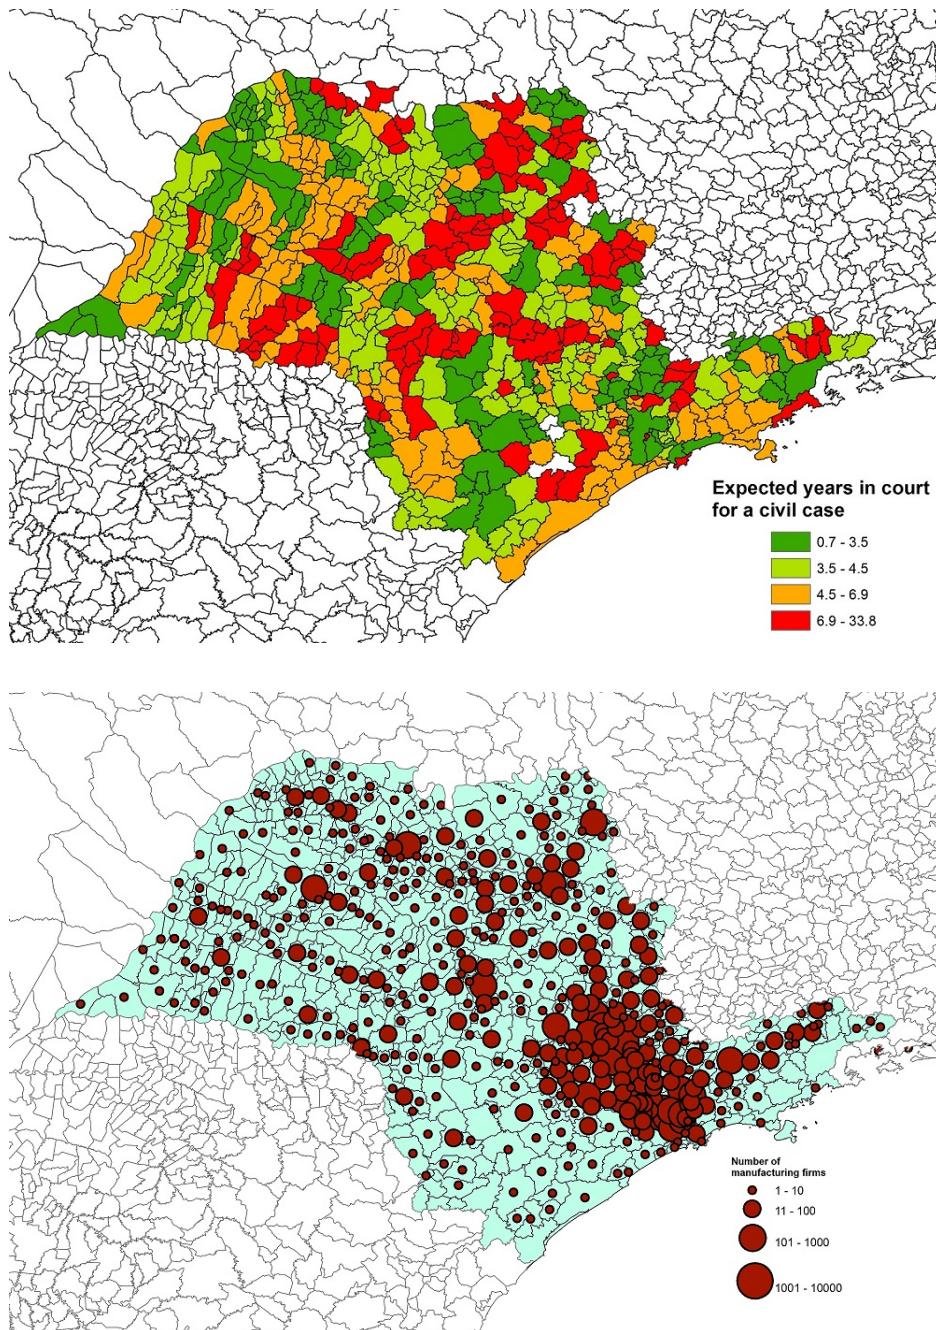 Expected years in court
for a civil case
0.7 - 3.5
3.5 - 4.5
4.5 - 6.9
6.9 - 33.8
Number of
manufacturing firms
1 - 10
11 - 100
101 - 1000
1001 - 10000